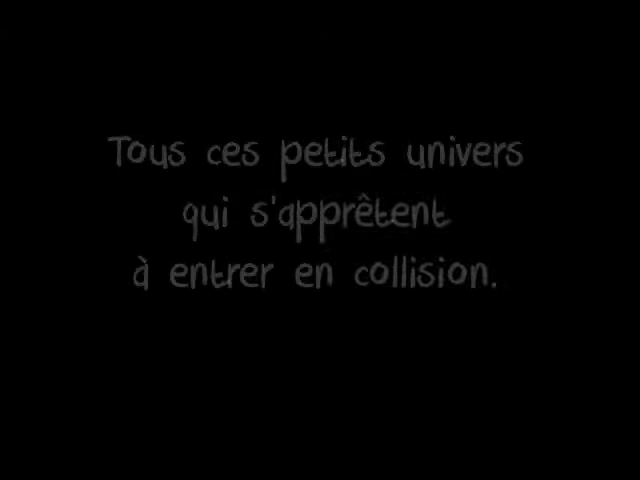 Tous ces petits univers
qui s'apprêtent
à entrer en collision.